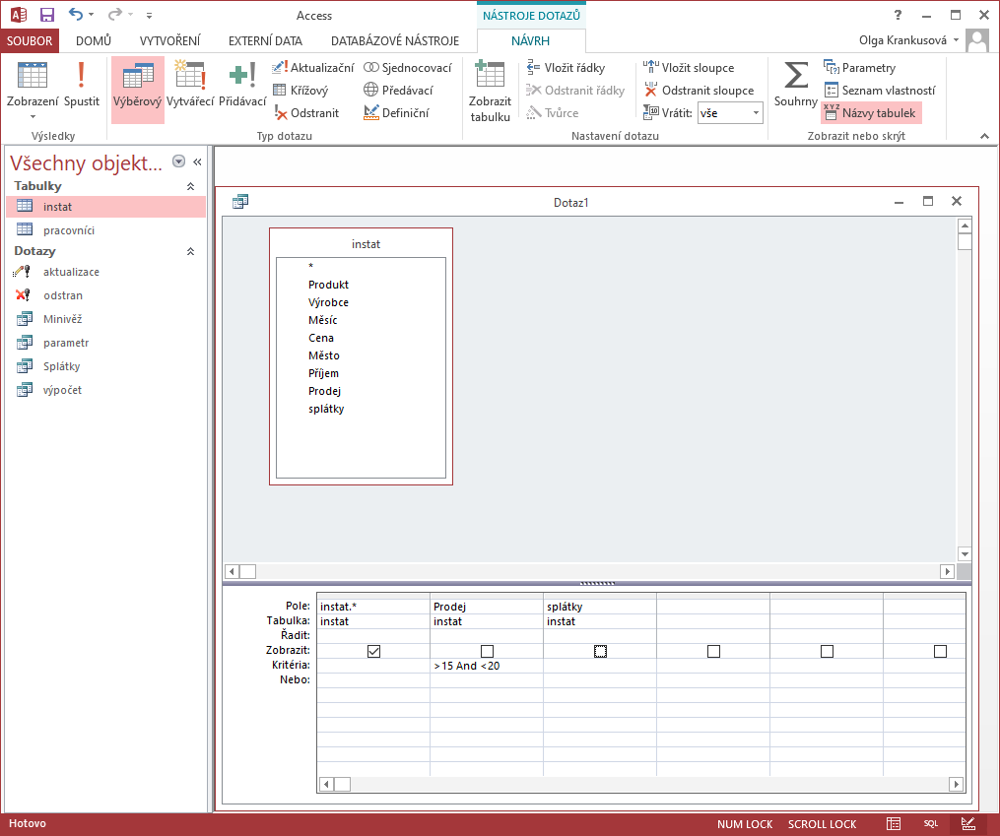 Access
NÁSTROJE DOTAZŮ
?
SOUBOR DOMŮ VYTVOŘENÍ EXTERNÍ DATA DATABÁZOVÉ NÁSTROJE NÁVRH Olga Krankusová
Zobrazení Spustit
Výsledky
Výběrový Vytvářecí Přidávací
Aktualizační
Křížový
Odstranit
Sjednocovací
Předávací
Definiční
Typ dotazu
Zobrazit tabulku
Vložit řádky
Odstranit řádky
Tvůrce
Vložit sloupce
Odstranit sloupce
Vrátit: vše
Nastavení dotazu
Souhrny
Parametry
Seznam vlastností
XYZ Názvy tabulek
Zobrazit nebo skrýt
Všechny objekt...
Tabulky
instat
pracovníci
Dotazy
aktualizace
odstran
Minivěž
parametr
Splátky
výpočet
Dotaz1
instat
*
Produkt
Výrobce
Měsíc
Cena
Město
Příjem
Prodej
splátky
Pole: instat.* Prodej splátky
Tabulka: instat instat instat
Řadit:
Zobrazit:
Kritéria: >15 And <20
Nebo:
Hotovo
NUM LOCK SCROLL LOCK SQL